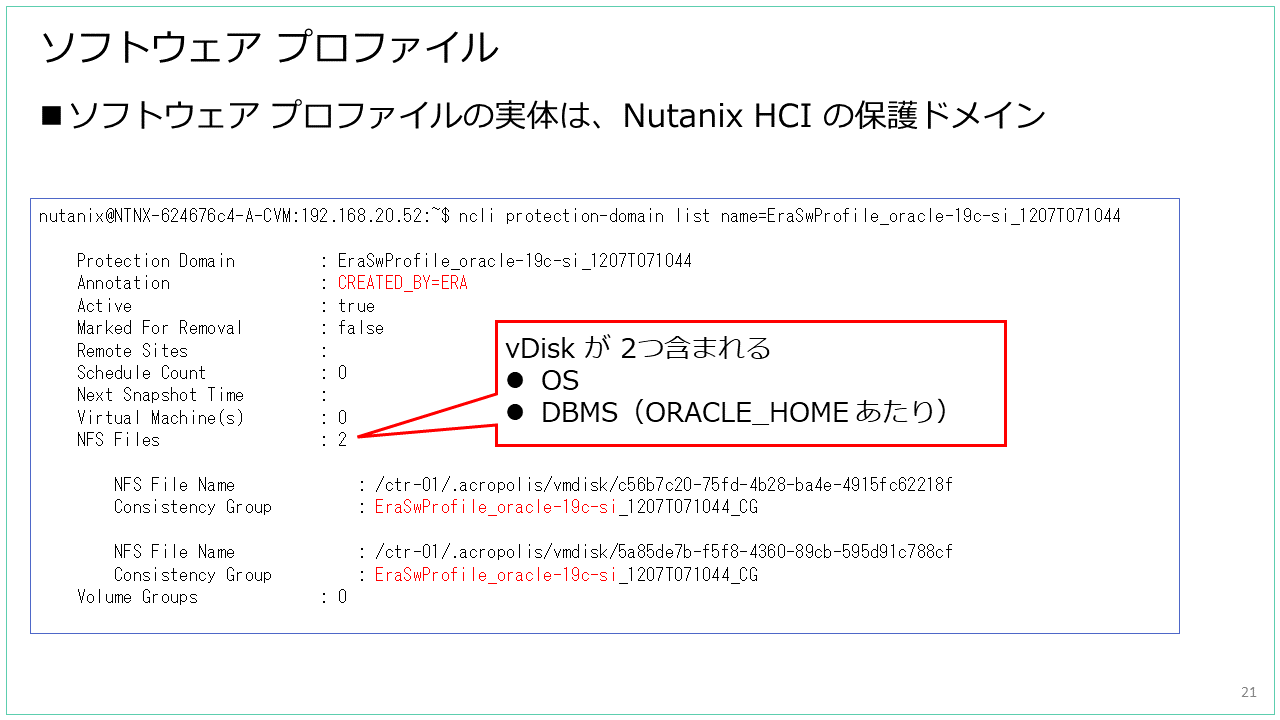 ソフトウェア プロファイル
■ソフトウェア プロファイルの実体は、Nutanix HCI の保護ドメイン
nutanix@NTNX-624676c4-A-CVM:192.168.20.52:~$ ncli protection-domain list name=EraSwProfile_oracle-19c-si_1207T071044
Protection Domain : EraSwProfile_oracle-19c-si_1207T071044
Annotation : CREATED_BY=ERA
Active : true
Marked For Removal : false
Remote Sites :
Schedule Count : 0
Next Snapshot Time :
Virtual Machine(s) : 0
NFS Files : 2
vDisk が 2つ含まれる
● OS
● DBMS（ORACLE_HOME あたり）
NFS File Name : /ctr-01/.acropolis/vmdisk/c56b7c20-75fd-4b28-ba4e-4915fc62218f
Consistency Group : EraSwProfile_oracle-19c-si_1207T071044_CG
NFS File Name : /ctr-01/.acropolis/vmdisk/5a85de7b-f5f8-4360-89cb-595d91c788cf
Consistency Group : EraSwProfile_oracle-19c-si_1207T071044_CG
Volume Groups : 0
21